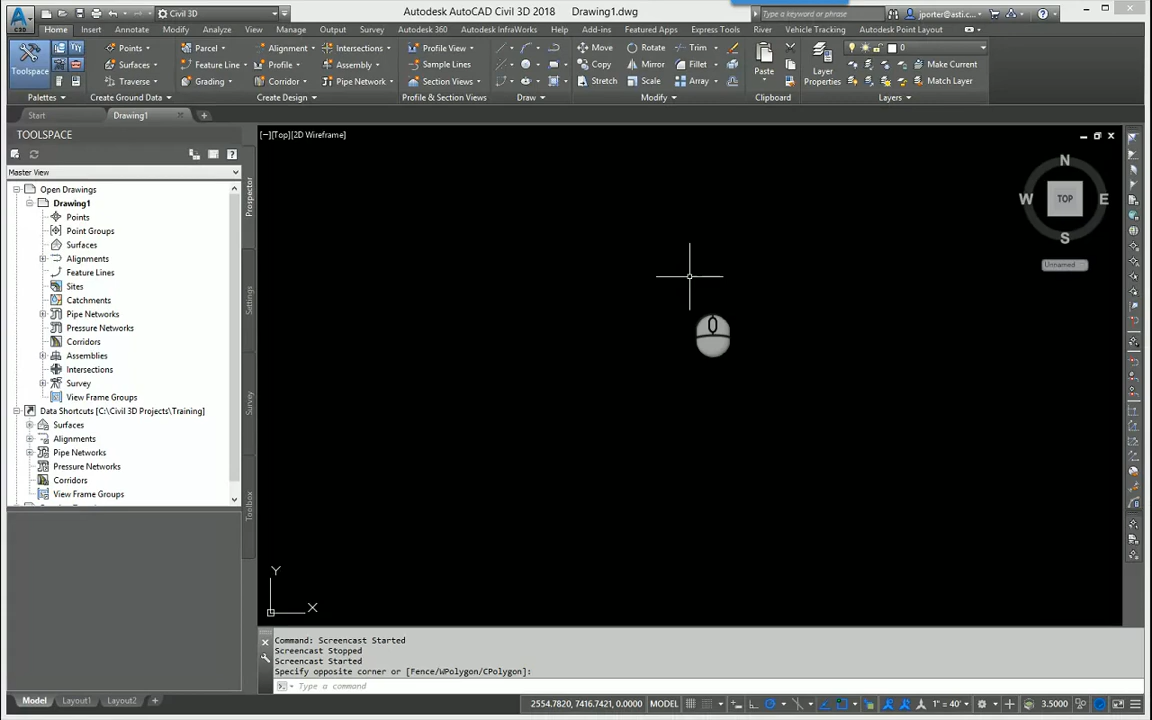 Civil 3D
Autodesk AutoCAD Civil 3D 2018 Drawing1.dwg
Type a keyword or phrase
jporter@asti.c...
A
C3D
Home Insert Annotate Modify Analyze View Manage Output Survey Autodesk 360 Autodesk InfraWorks Help Add-ins Featured Apps Express Tools River Vehicle Tracking Autodesk Point Layout
Toolspace
Points
Surfaces
Traverse
Parcel
Feature Line
Grading
Alignment
Profile
Corridor
Intersections
Assembly
Pipe Network
Profile View
Sample Lines
Section Views
Move
Copy
Stretch
Rotate
Mirror
Scale
Trim
Fillet
Array
Paste
Layer
Properties
0
Make Current
Match Layer
Palettes
Create Ground Data
Create Design
Profile & Section Views
Draw
Modify
Clipboard
Layers
Start
Drawing1
TOOLSPACE
Master View
Open Drawings
Drawing1
Points
Point Groups
Surfaces
Alignments
Feature Lines
Sites
Catchments
Pipe Networks
Pressure Networks
Corridors
Assemblies
Intersections
Survey
View Frame Groups
Data Shortcuts [C:\Civil 3D Projects\Training]
Surfaces
Alignments
Pipe Networks
Pressure Networks
Corridors
View Frame Groups
Prospector
Settings
Survey
Toolbox
[−][Top][2D Wireframe]
N
W
TOP
E
S
Unnamed
Y
X
Command: Screencast Started
Screencast Stopped
Screencast Started
Specify opposite corner or [Fence/WPolygon/CPolygon]:
Type a command
Model Layout1 Layout2
2554.7820, 7416.7421, 0.0000 MODEL
1" = 40'
3.5000